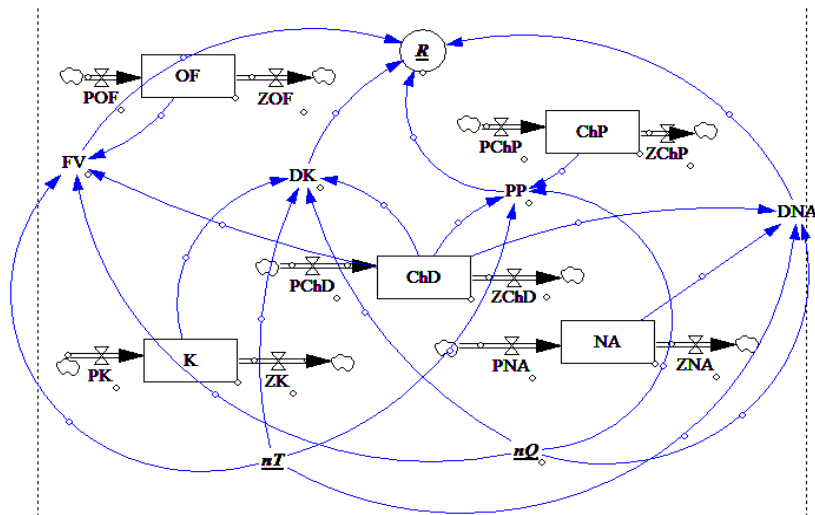 R
OF
POF
ZOF
ChP
PChP
ZChP
FV
DK
PP
DNA
ChD
PChD
ZChD
NA
PNA
ZNA
K
PK
ZK
nT
nQ